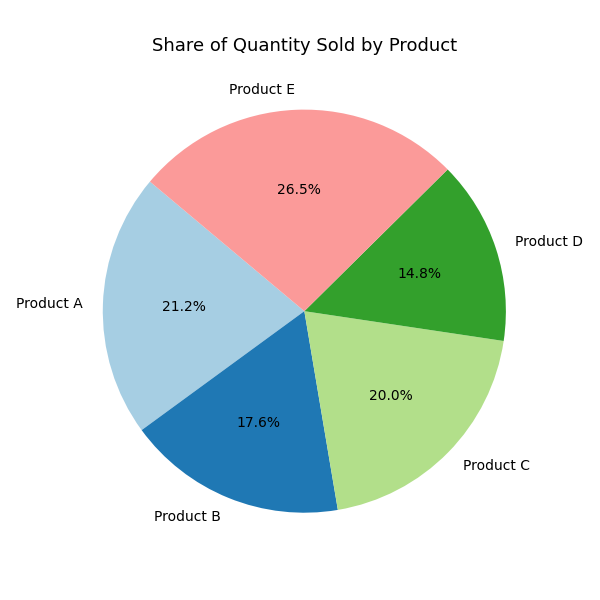 Share of Quantity Sold by Product
Product E
26.5%
Product D
14.8%
Product A
21.2%
20.0%
17.6%
Product C
Product B